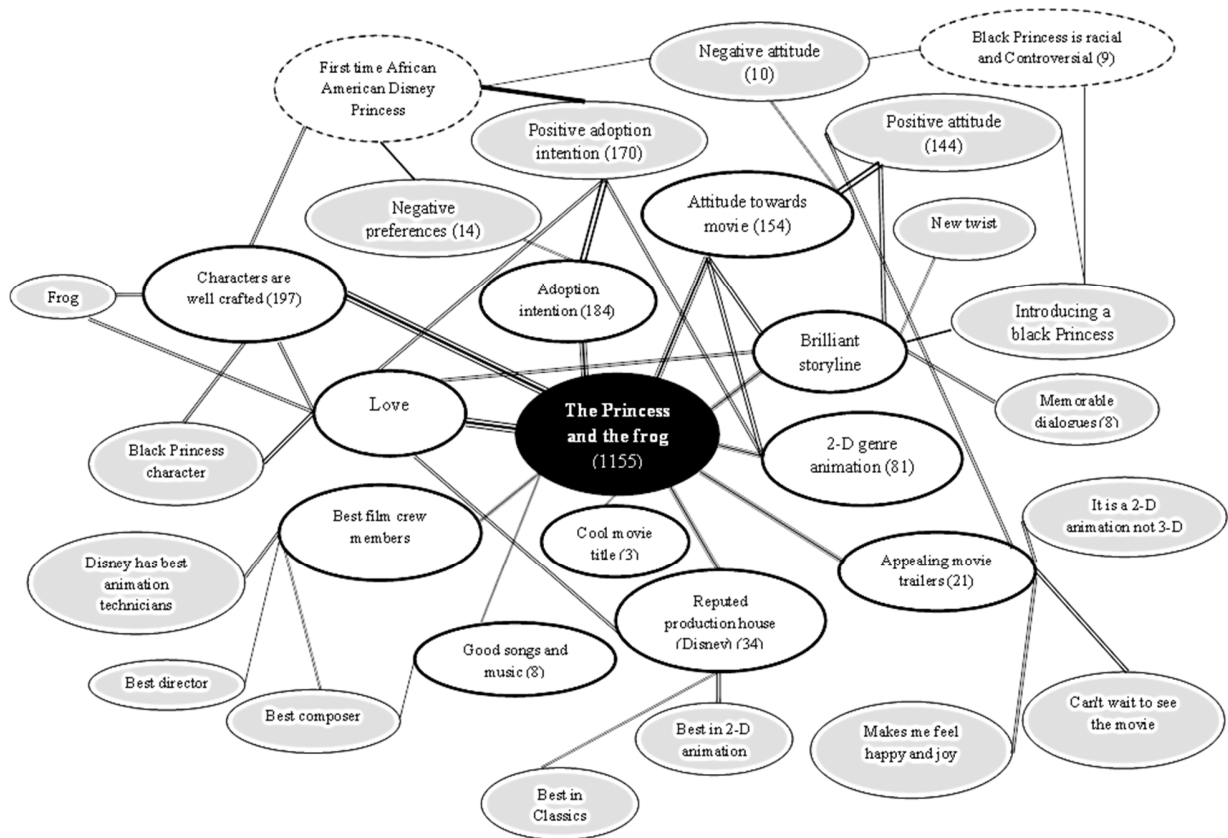 First time African
American Disney
Princess
Negative attitude
(10)
Black Princess is racial
and Controversial (9)
Positive adoption
intention (170)
Positive attitude
(144)
Negative
preferences (14)
Attitude towards
movie (154)
New twist
Frog
Characters are
well crafted (197)
Adoption
intention (184)
Brilliant
storyline
Introducing a
black Princess
Love
The Princess
and the frog
(1155)
Memorable
dialogues (8)
Black Princess
character
2-D genre
animation (81)
Best film crew
members
Cool movie
title (3)
It is a 2-D
animation not 3-D
Disney has best
animation
technicians
Appealing movie
trailers (21)
Reputed
production house
(Disney) (34)
Good songs and
music (8)
Best director
Best composer
Best in 2-D
animation
Makes me feel
happy and joy
Can't wait to see
the movie
Best in
Classics